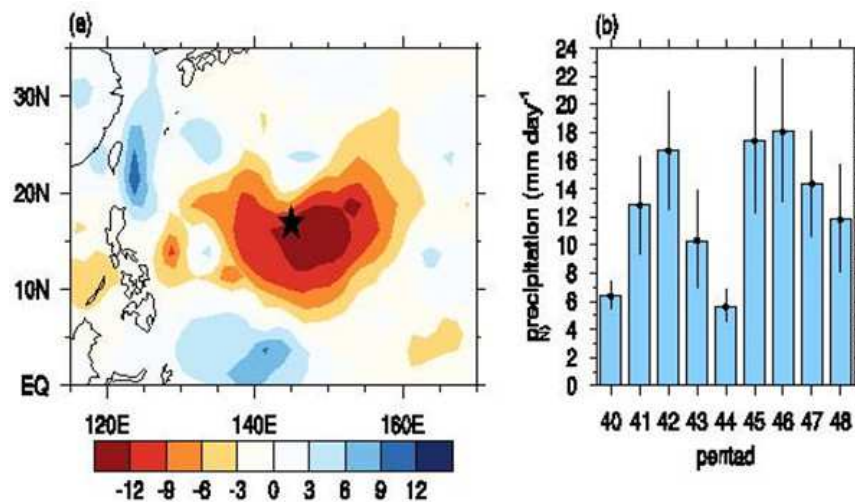 (a)
30N
20N
10N
EQ
120E 140E 160E
-12 -9 -6 -3 0 3 6 9 12
(b)
precipitation (mm day⁻¹)
24
22
20
18
16
14
12
10
8
6
4
2
0
40 41 42 43 44 45 46 47 48
pentad